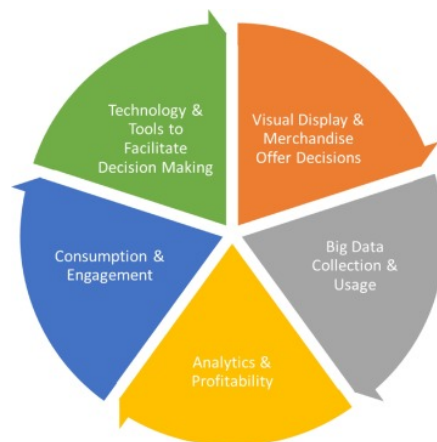 Technology &
Tools to
Facilitate
Decision Making
Visual Display &
Merchandise
Offer Decisions
Big Data
Collection &
Usage
Analytics &
Profitability
Consumption &
Engagement